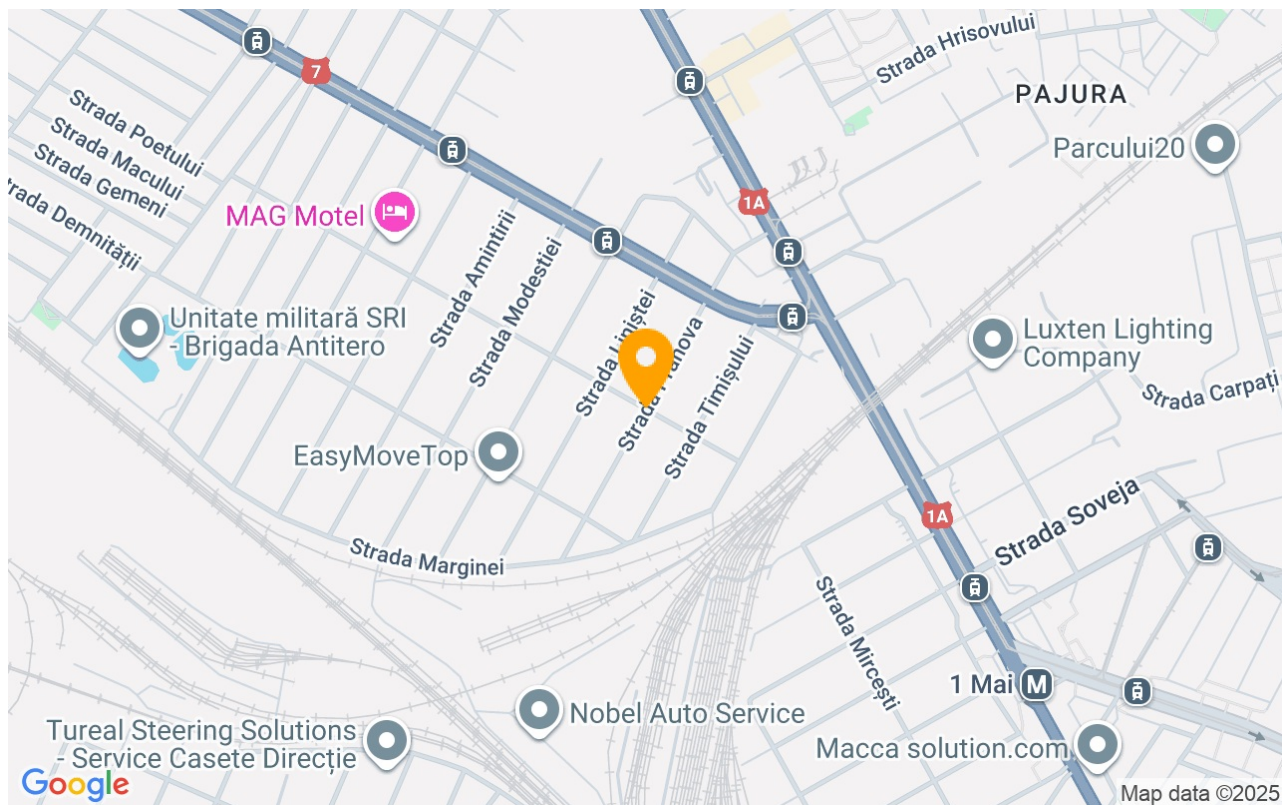 7
Strada Hrisovului
PAJURA
Strada Poetului
Strada Macului
Strada Gemeni
Strada Demnității
Parcului20
1A
MAG Motel
Strada Amintirii
Strada Modestiei
Unitate militară SRI
- Brigada Antitero
Strada Liniștei
Strada
Strada Timișului
Luxten Lighting
Company
Strada Carpați
EasyMoveTop
1A
Strada Soveja
Strada Marginei
Strada Mircești
1 Mai M
Nobel Auto Service
Tureal Steering Solutions
- Service Casete Direcție
Macca solution.com
Google
Map data ©2025